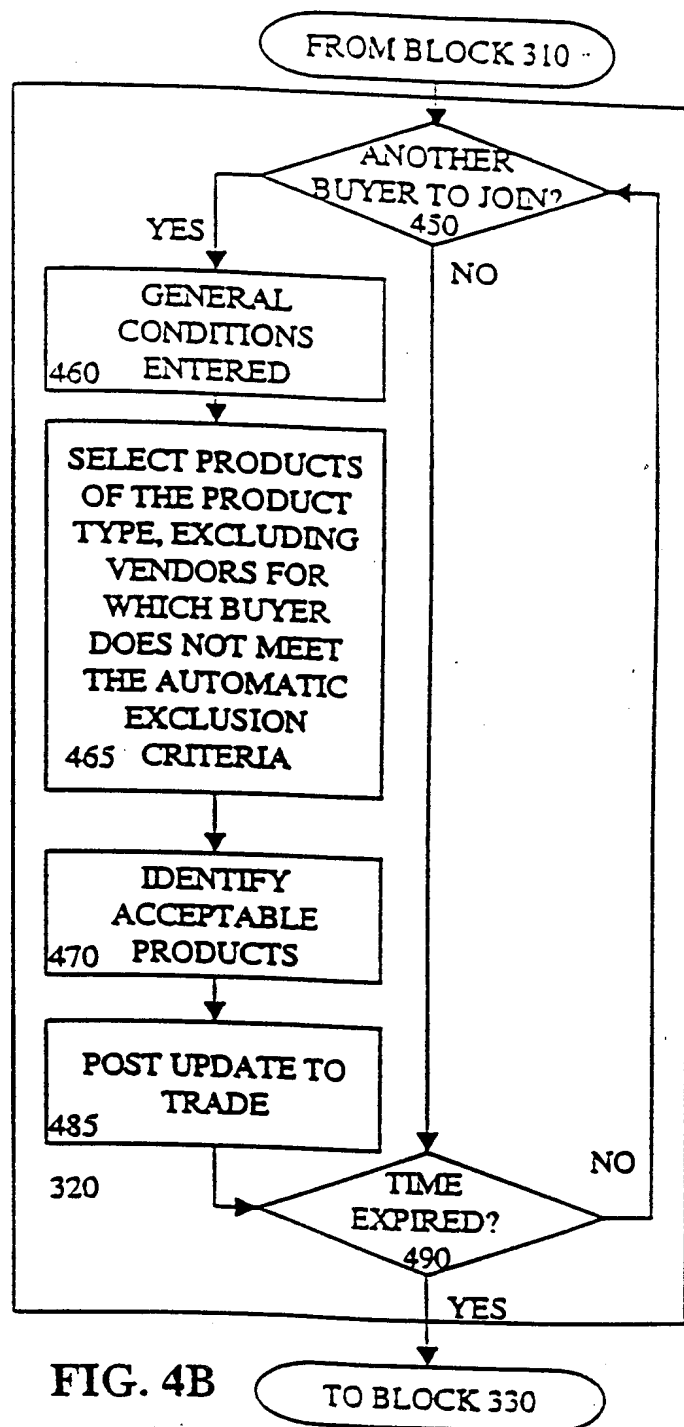 FROM BLOCK 310
ANOTHER
BUYER TO JOIN?
450
YES
NO
GENERAL
CONDITIONS
ENTERED
460
SELECT PRODUCTS
OF THE PRODUCT
TYPE, EXCLUDING
VENDORS FOR
WHICH BUYER
DOES NOT MEET
THE AUTOMATIC
EXCLUSION
CRITERIA
465
IDENTIFY
ACCEPTABLE
PRODUCTS
470
POST UPDATE TO
TRADE
485
320
TIME
EXPIRED?
490
NO
YES
FIG. 4B
TO BLOCK 330